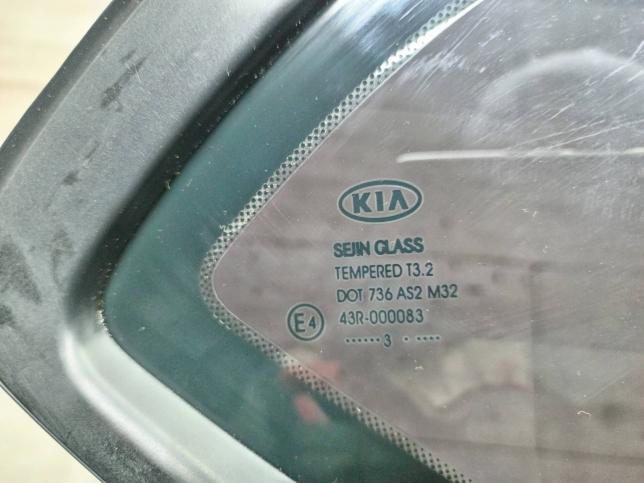 KIA
SEJIN GLASS
TEMPERED T3.2
DOT 736 AS2 M32
E4 43R-000083
······ 3 · ····